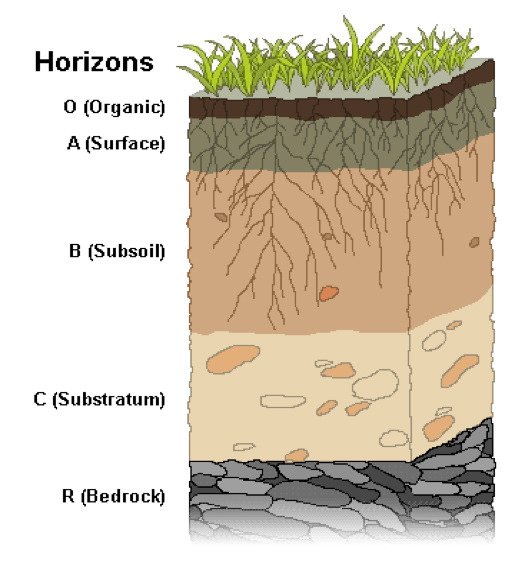 Horizons
O (Organic)
A (Surface)
B (Subsoil)
C (Substratum)
R (Bedrock)